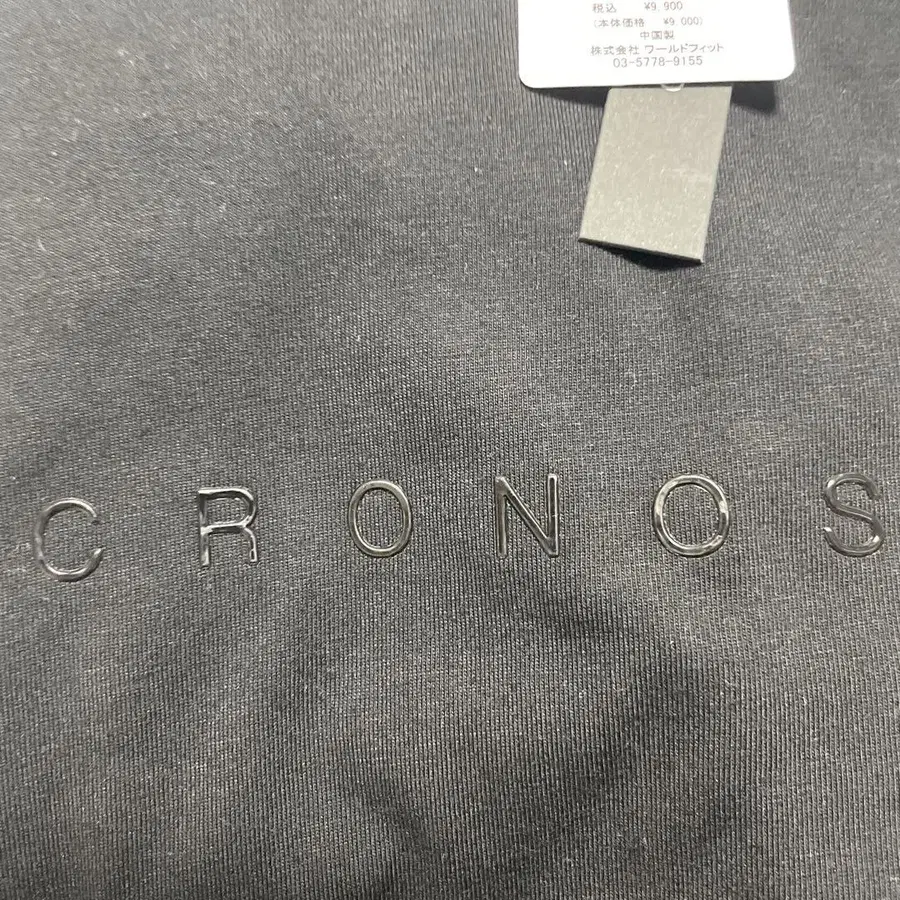 税込 ¥9,900
(本体価格 ¥9,000)
中国製
株式会社 ワールドフィット
03-5778-9155
CRONOS